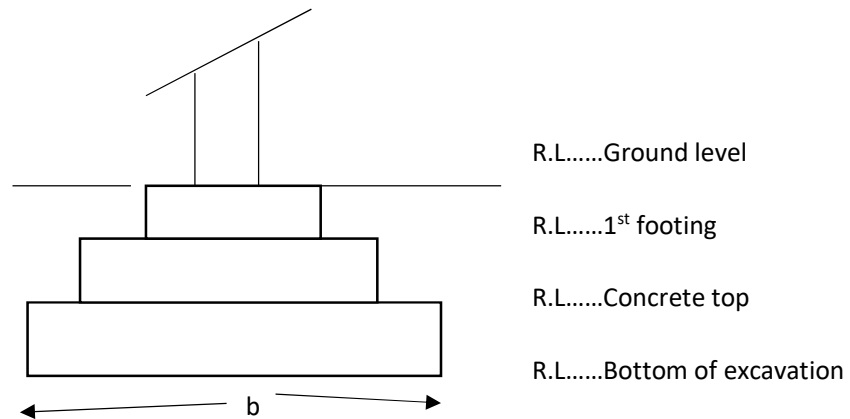 R.L......Ground level
R.L......1st footing
R.L......Concrete top
R.L......Bottom of excavation
b